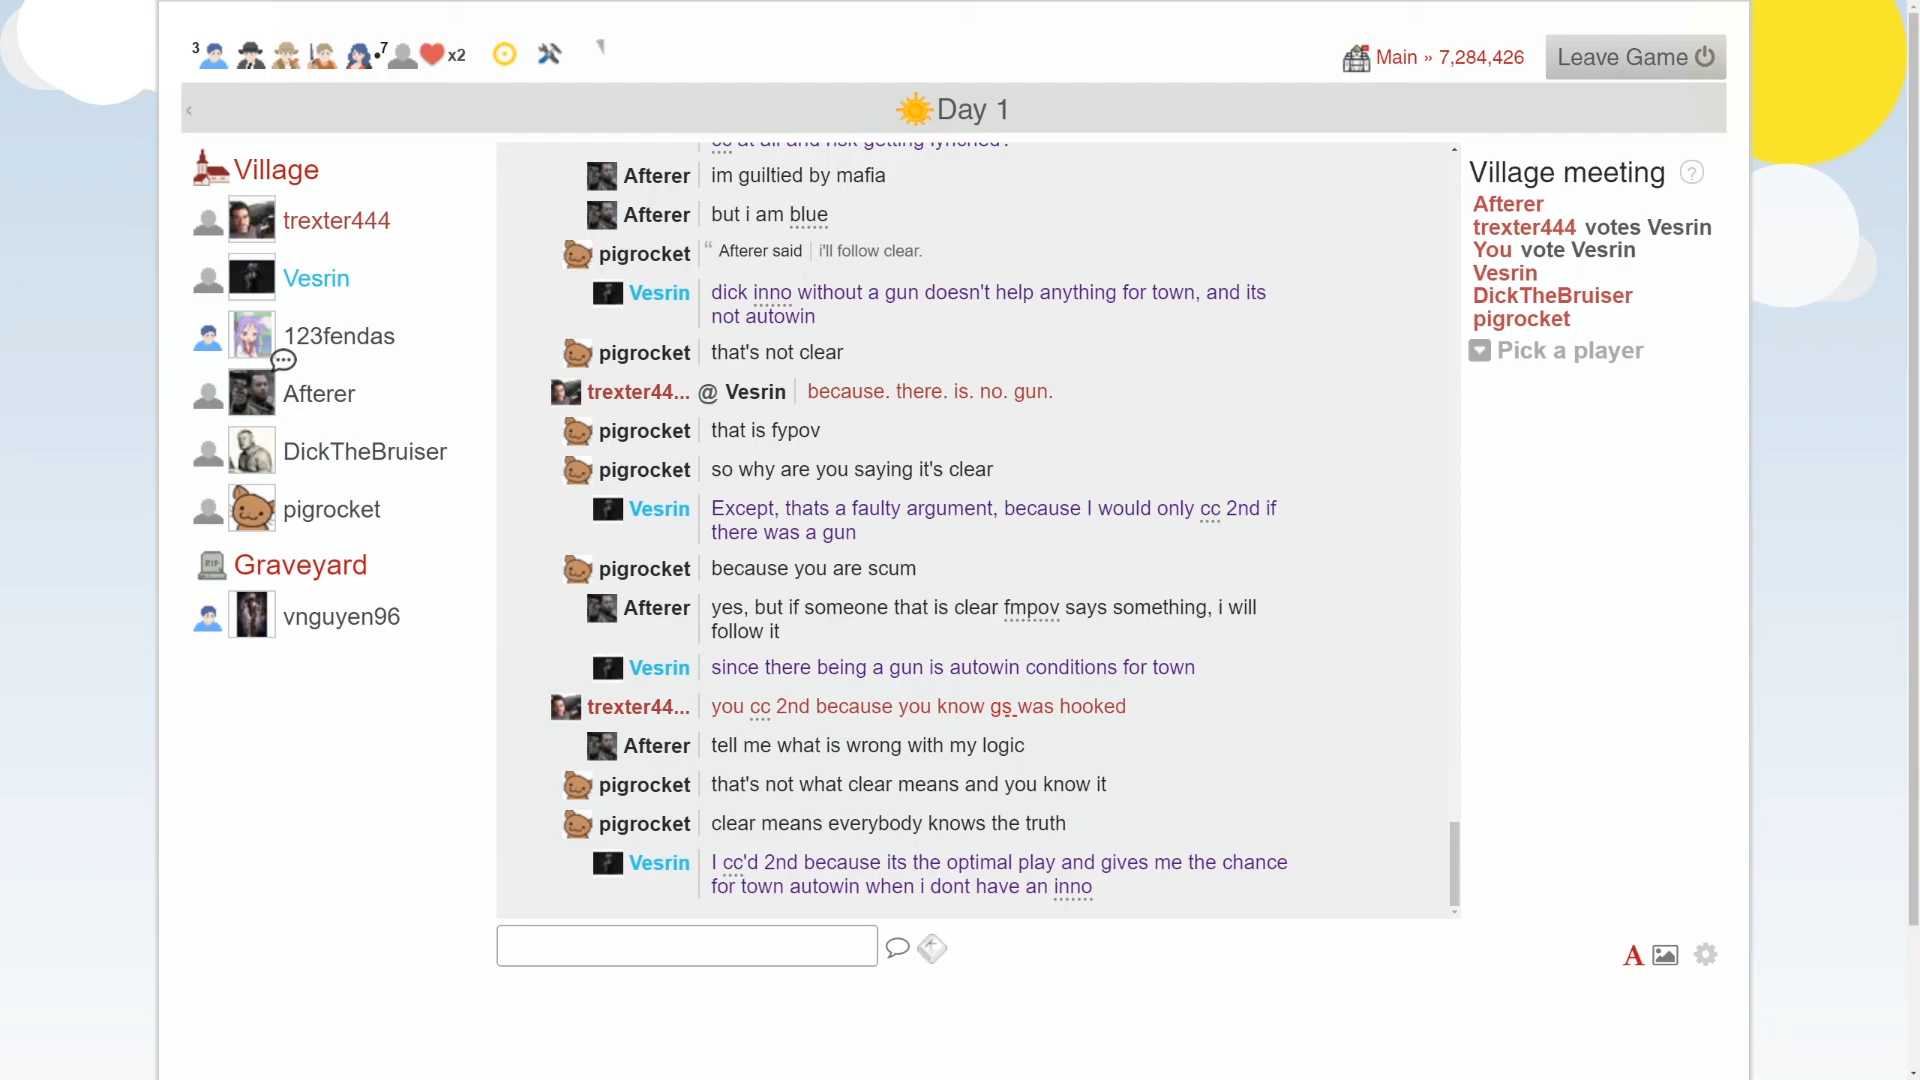 3 7 x2
Main » 7,284,426
Leave Game
Day 1
Village
trexter444
Vesrin
123fendas
Afterer
DickTheBruiser
pigrocket
Graveyard
RIP
vnguyen96
cc at all and risk getting lynched?
Afterer im guiltied by mafia
Afterer but i am blue
pigrocket “ Afterer said i'll follow clear.
Vesrin dick inno without a gun doesn't help anything for town, and its
not autowin
pigrocket that's not clear
trexter44... @ Vesrin because. there. is. no. gun.
pigrocket that is fypov
pigrocket so why are you saying it's clear
Vesrin Except, thats a faulty argument, because I would only cc 2nd if
there was a gun
pigrocket because you are scum
Afterer yes, but if someone that is clear fmpov says something, i will
follow it
Vesrin since there being a gun is autowin conditions for town
trexter44... you cc 2nd because you know gs was hooked
Afterer tell me what is wrong with my logic
pigrocket that's not what clear means and you know it
pigrocket clear means everybody knows the truth
Vesrin I cc'd 2nd because its the optimal play and gives me the chance
for town autowin when i dont have an inno
Village meeting ?
Afterer
trexter444 votes Vesrin
You vote Vesrin
Vesrin
DickTheBruiser
pigrocket
Pick a player
A